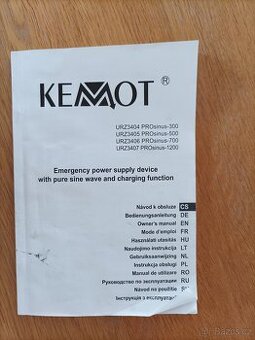 KEMOT®
URZ3404 PROsinus-300
URZ3405 PROsinus-500
URZ3406 PROsinus-700
URZ3407 PROsinus-1200
Emergency power supply device
with pure sine wave and charging function
Návod k obsluze CS
Bedienungsanleitung DE
Owner's manual EN
Mode d'emploi FR
Használati utasítás HU
Naudojimo instrukcija LT
Gebruiksaanwijzing NL
Instrukcja obsługi PL
Manual de utilizare RO
Руководство по эксплуатации RU
Návod na použitie
Інструкція з експлуатації